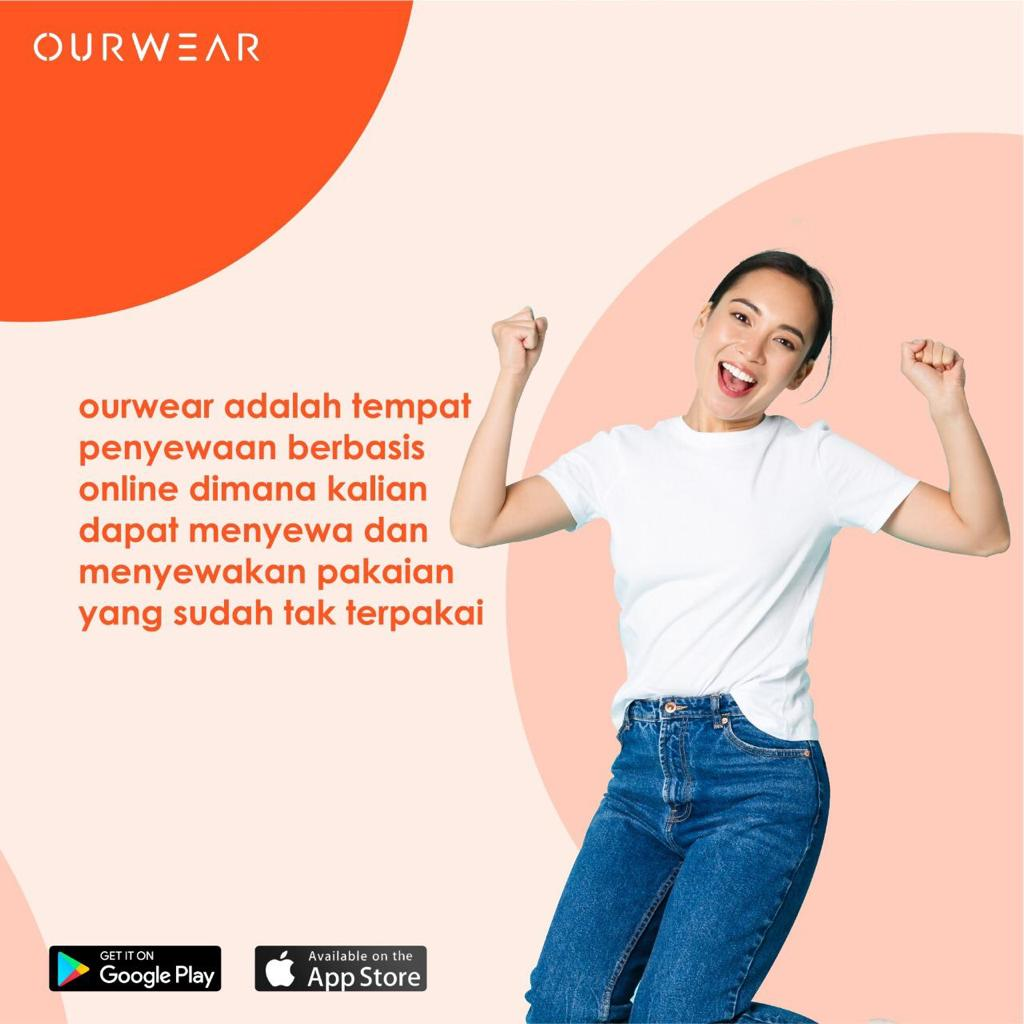 OURWEAR
ourwear adalah tempat
penyewaan berbasis
online dimana kalian
dapat menyewa dan
menyewakan pakaian
yang sudah tak terpakai
GET IT ON
Google Play
Available on the
App Store